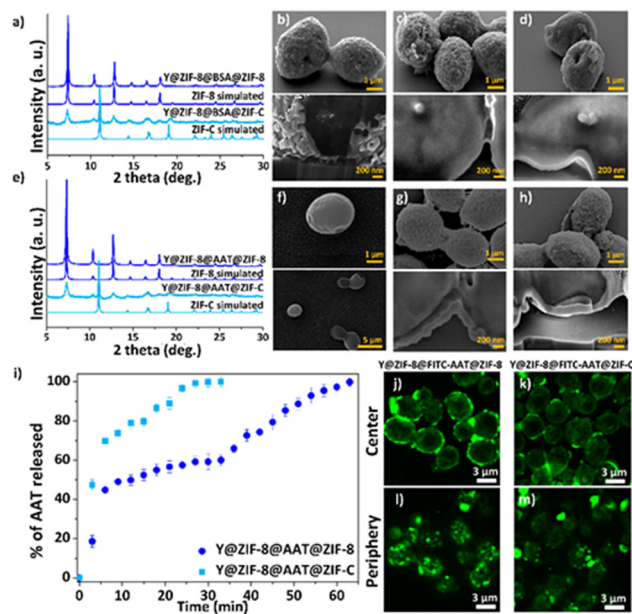 a)
Intensity (a. u.)
Y@ZIF-8@BSA@ZIF-8
ZIF-8 simulated
Y@ZIF-8@BSA@ZIF-C
ZIF-C simulated
5 10 15 20 25 30
2 theta (deg.)
b)
1 μm
200 nm
c)
1 μm
200 nm
d)
1 μm
200 nm
e)
Intensity (a. u.)
Y@ZIF-8@AAT@ZIF-8
ZIF-8 simulated
Y@ZIF-8@AAT@ZIF-C
ZIF-C simulated
5 10 15 20 25 30
2 theta (deg.)
f)
1 μm
5 μm
g)
1 μm
200 nm
h)
1 μm
200 nm
i)
% of AAT released
100
80
60
40
20
0
Y@ZIF-8@AAT@ZIF-8
Y@ZIF-8@AAT@ZIF-C
0 10 20 30 40 50 60
Time (min)
Y@ZIF-8@FITC-AAT@ZIF-8
Y@ZIF-8@FITC-AAT@ZIF-C
Center
j)
3 μm
k)
3 μm
Periphery
l)
3 μm
m)
3 μm